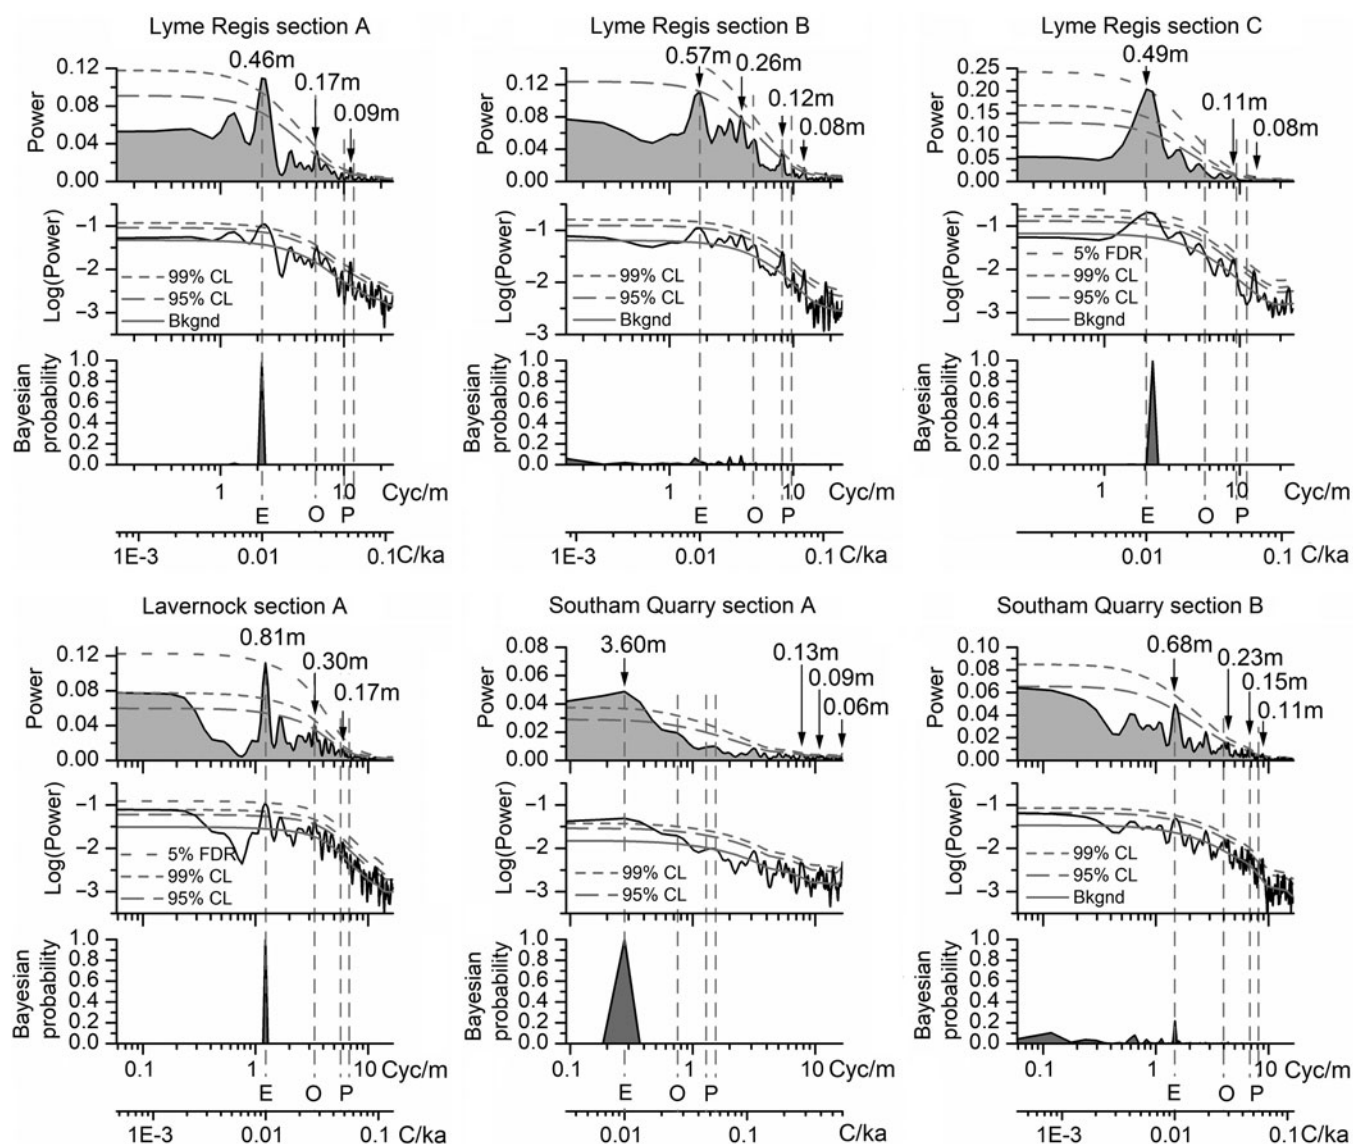 Lyme Regis section A
0.46m
0.17m
0.09m
Power
0.12
0.08
0.04
0.00
Log(Power)
−1
−2
−3
99% CL
95% CL
Bkgnd
Bayesian
probability
1.0
0.8
0.6
0.4
0.2
0.0
1 10 Cyc/m
E O P
1E-3 0.01 0.1 C/ka
Lyme Regis section B
0.57m
0.26m
0.12m
0.08m
Power
0.12
0.08
0.04
0.00
Log(Power)
−1
−2
−3
99% CL
95% CL
Bkgnd
Bayesian
probability
1.0
0.8
0.6
0.4
0.2
0.0
1 10 Cyc/m
E O P
1E-3 0.01 0.1 C/ka
Lyme Regis section C
0.49m
0.11m
0.08m
Power
0.25
0.20
0.15
0.10
0.05
0.00
Log(Power)
−1
−2
−3
5% FDR
99% CL
95% CL
Bkgnd
Bayesian
probability
1.0
0.8
0.6
0.4
0.2
0.0
1 10 Cyc/m
E O P
1E-3 0.01 0.1 C/ka
Lavernock section A
0.81m
0.30m
0.17m
Power
0.12
0.08
0.04
0.00
Log(Power)
−1
−2
−3
5% FDR
99% CL
95% CL
Bayesian
probability
1.0
0.8
0.6
0.4
0.2
0.0
0.1 1 10 Cyc/m
E O P
1E-3 0.01 0.1 C/ka
Southam Quarry section A
3.60m
0.13m
0.09m
0.06m
Power
0.08
0.06
0.04
0.02
0.00
Log(Power)
−1
−2
−3
99% CL
95% CL
Bayesian
probability
1.0
0.8
0.6
0.4
0.2
0.0
0.1 1 10 Cyc/m
E O P
0.01 0.1 C/ka
Southam Quarry section B
0.68m
0.23m
0.15m
0.11m
Power
0.10
0.08
0.06
0.04
0.02
0.00
Log(Power)
−1
−2
−3
99% CL
95% CL
Bkgnd
Bayesian
probability
1.0
0.8
0.6
0.4
0.2
0.0
0.1 1 10 Cyc/m
E O P
1E-3 0.01 0.1 C/ka